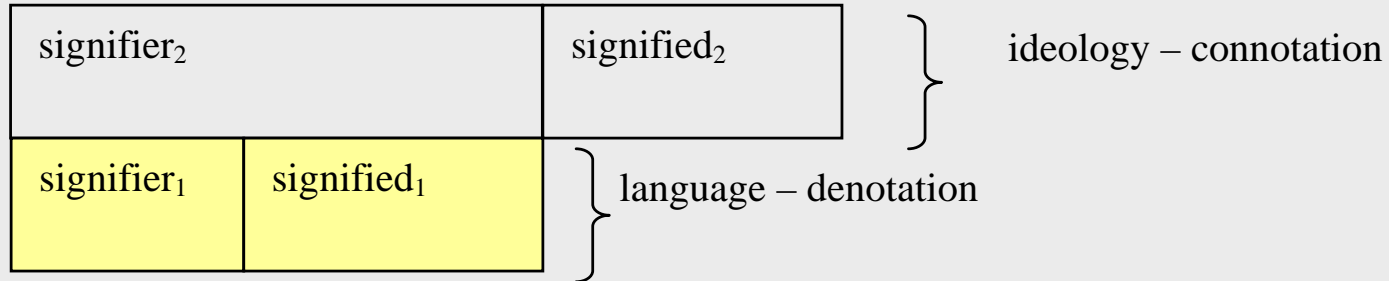 signifier₂ signified₂ ideology – connotation
signifier₁ signified₁ language – denotation